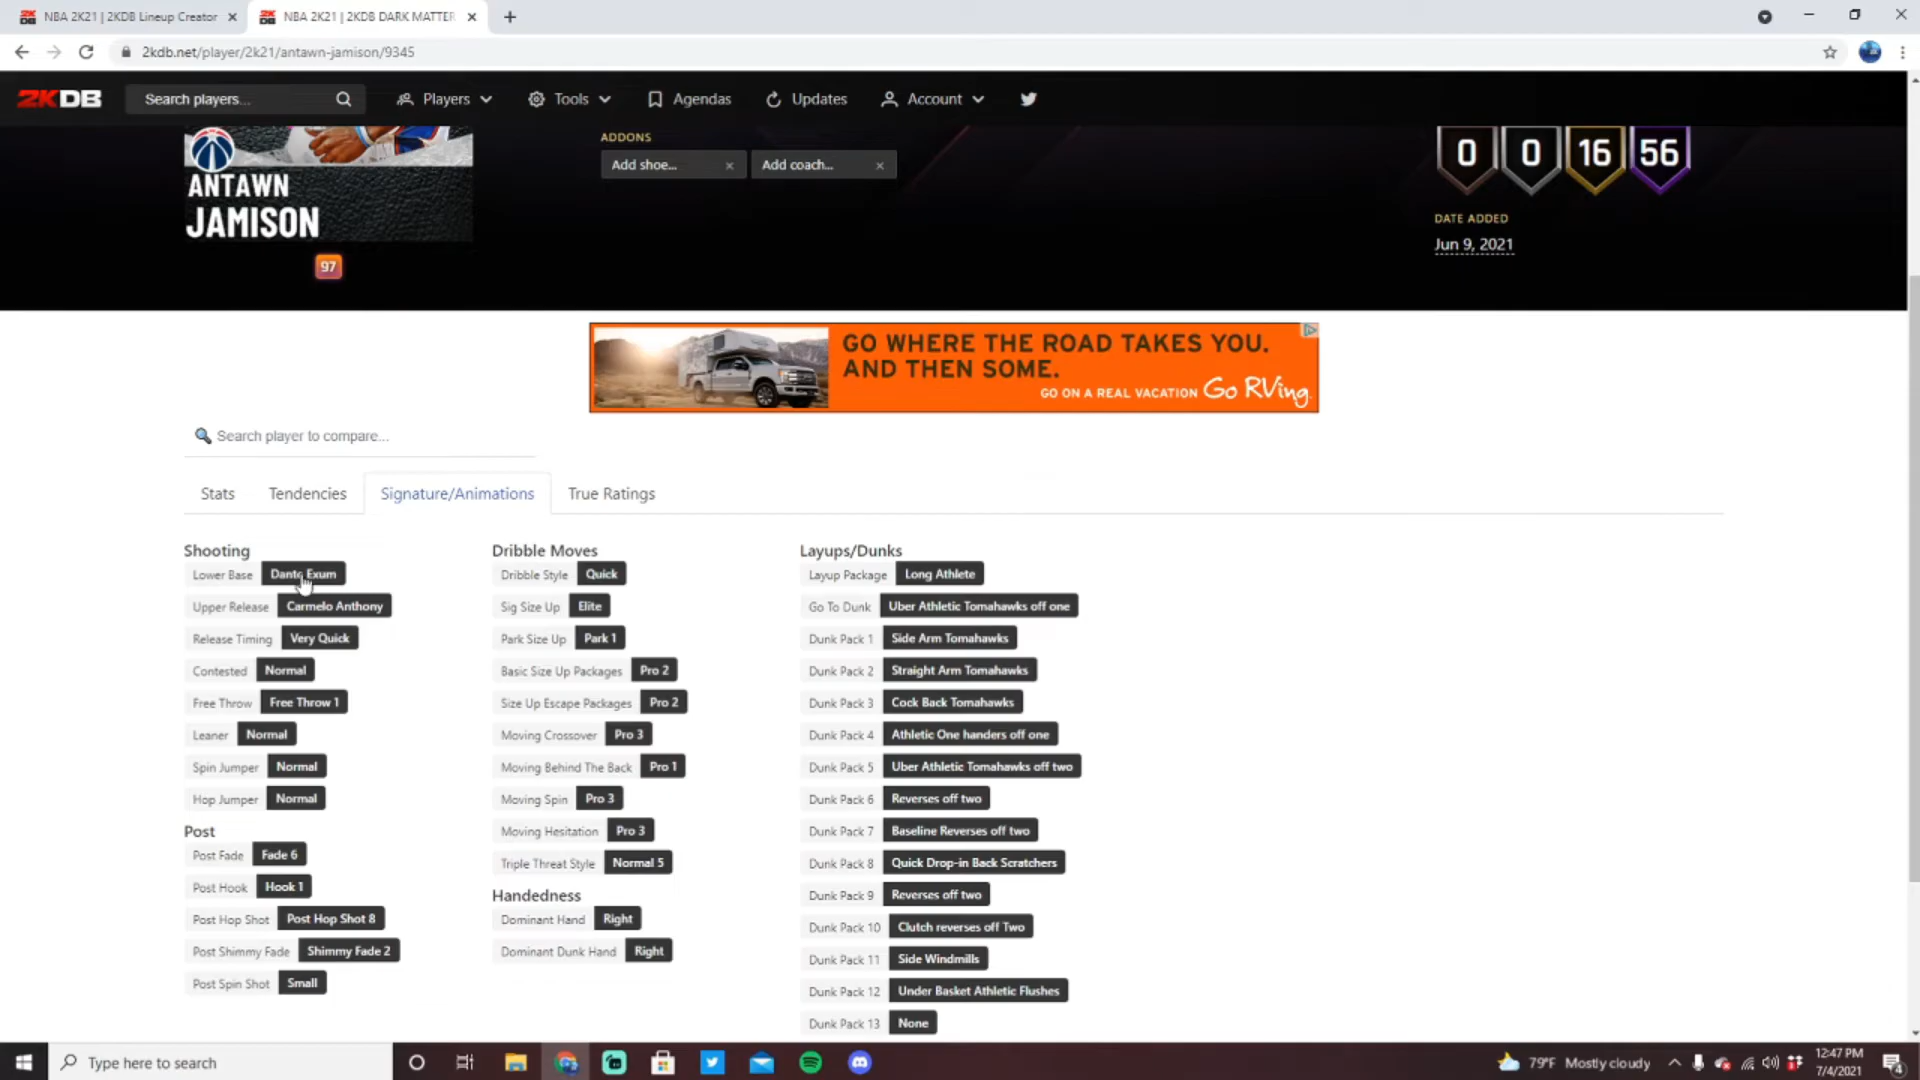 NBA 2K21 | 2KDB Lineup Creator
NBA 2K21 | 2KDB DARK MATTER
2kdb.net/player/2k21/antawn-jamison/9345
2KDB
Search players...
Players
Tools
Agendas
Updates
Account
ANTAWN
JAMISON
97
ADDONS
Add shoe...
Add coach...
0 0 16 56
DATE ADDED
Jun 9, 2021
GO WHERE THE ROAD TAKES YOU.
AND THEN SOME.
GO ON A REAL VACATION Go RVing.
Search player to compare...
Stats
Tendencies
Signature/Animations
True Ratings
Shooting
Lower Base Dante Exum
Upper Release Carmelo Anthony
Release Timing Very Quick
Contested Normal
Free Throw Free Throw 1
Leaner Normal
Spin Jumper Normal
Hop Jumper Normal
Post
Post Fade Fade 6
Post Hook Hook 1
Post Hop Shot Post Hop Shot 8
Post Shimmy Fade Shimmy Fade 2
Post Spin Shot Small
Dribble Moves
Dribble Style Quick
Sig Size Up Elite
Park Size Up Park 1
Basic Size Up Packages Pro 2
Size Up Escape Packages Pro 2
Moving Crossover Pro 3
Moving Behind The Back Pro 1
Moving Spin Pro 3
Moving Hesitation Pro 3
Triple Threat Style Normal 5
Handedness
Dominant Hand Right
Dominant Dunk Hand Right
Layups/Dunks
Layup Package Long Athlete
Go To Dunk Uber Athletic Tomahawks off one
Dunk Pack 1 Side Arm Tomahawks
Dunk Pack 2 Straight Arm Tomahawks
Dunk Pack 3 Cock Back Tomahawks
Dunk Pack 4 Athletic One handers off one
Dunk Pack 5 Uber Athletic Tomahawks off two
Dunk Pack 6 Reverses off two
Dunk Pack 7 Baseline Reverses off two
Dunk Pack 8 Quick Drop-in Back Scratchers
Dunk Pack 9 Reverses off two
Dunk Pack 10 Clutch reverses off Two
Dunk Pack 11 Side Windmills
Dunk Pack 12 Under Basket Athletic Flushes
Dunk Pack 13 None
Type here to search
79°F Mostly cloudy
12:47 PM
7/4/2021
4